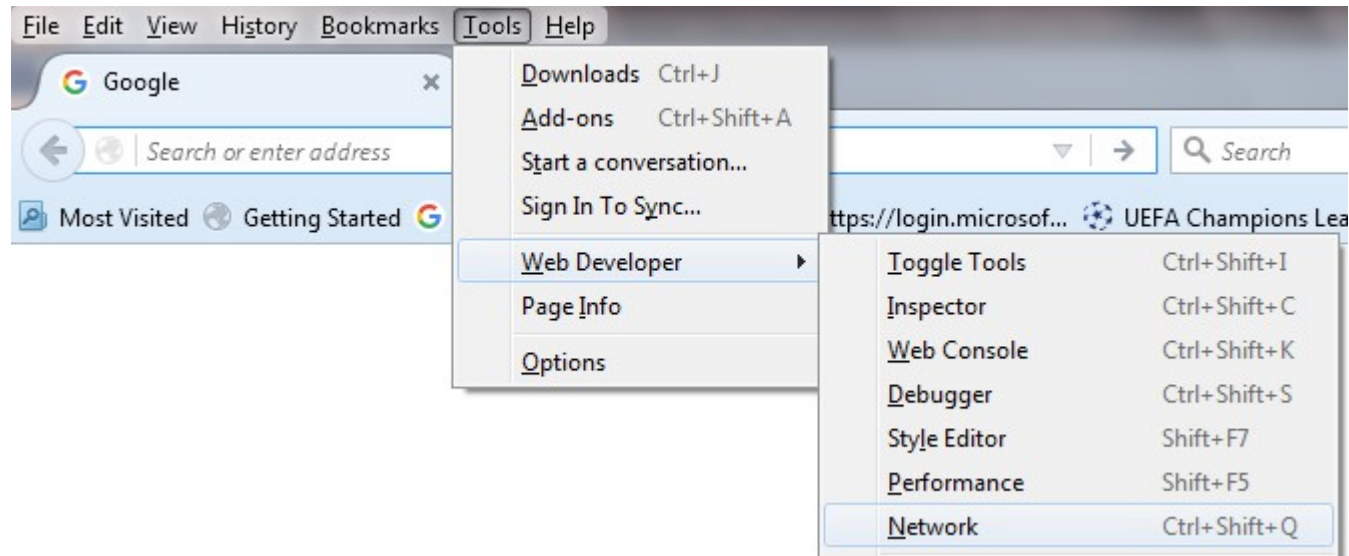 File Edit View History Bookmarks Tools Help
Google
Downloads Ctrl+J
Add-ons Ctrl+Shift+A
Start a conversation...
Sign In To Sync...
Web Developer
Page Info
Options
Search or enter address
Search
Most Visited Getting Started ttps://login.microsof... UEFA Champions Lea
Toggle Tools Ctrl+Shift+I
Inspector Ctrl+Shift+C
Web Console Ctrl+Shift+K
Debugger Ctrl+Shift+S
Style Editor Shift+F7
Performance Shift+F5
Network Ctrl+Shift+Q